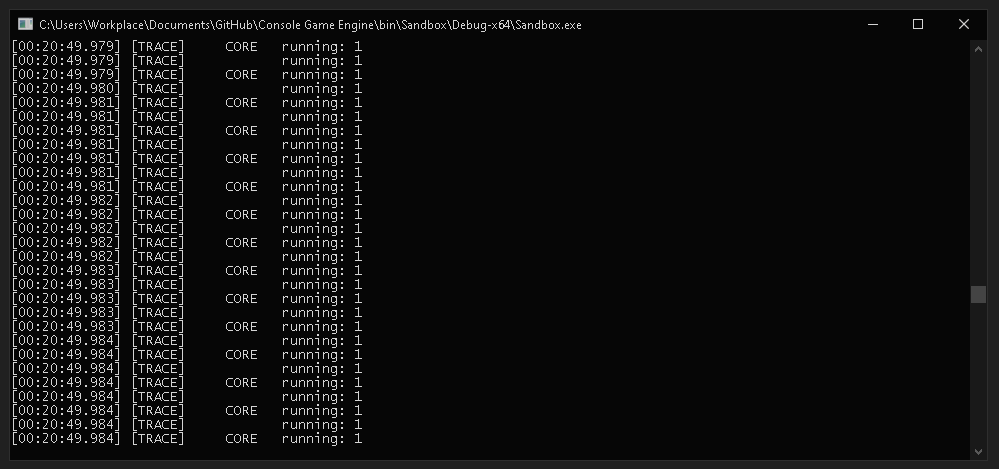 C:\Users\Workplace\Documents\GitHub\Console Game Engine\bin\Sandbox\Debug-x64\Sandbox.exe
[00:20:49.979] [TRACE] CORE running: 1
[00:20:49.979] [TRACE] running: 1
[00:20:49.979] [TRACE] CORE running: 1
[00:20:49.980] [TRACE] running: 1
[00:20:49.981] [TRACE] CORE running: 1
[00:20:49.981] [TRACE] running: 1
[00:20:49.981] [TRACE] CORE running: 1
[00:20:49.981] [TRACE] running: 1
[00:20:49.981] [TRACE] CORE running: 1
[00:20:49.981] [TRACE] running: 1
[00:20:49.981] [TRACE] CORE running: 1
[00:20:49.982] [TRACE] running: 1
[00:20:49.982] [TRACE] CORE running: 1
[00:20:49.982] [TRACE] running: 1
[00:20:49.982] [TRACE] CORE running: 1
[00:20:49.982] [TRACE] running: 1
[00:20:49.983] [TRACE] CORE running: 1
[00:20:49.983] [TRACE] running: 1
[00:20:49.983] [TRACE] CORE running: 1
[00:20:49.983] [TRACE] running: 1
[00:20:49.983] [TRACE] CORE running: 1
[00:20:49.984] [TRACE] running: 1
[00:20:49.984] [TRACE] CORE running: 1
[00:20:49.984] [TRACE] running: 1
[00:20:49.984] [TRACE] CORE running: 1
[00:20:49.984] [TRACE] running: 1
[00:20:49.984] [TRACE] CORE running: 1
[00:20:49.984] [TRACE] running: 1
[00:20:49.984] [TRACE] CORE running: 1